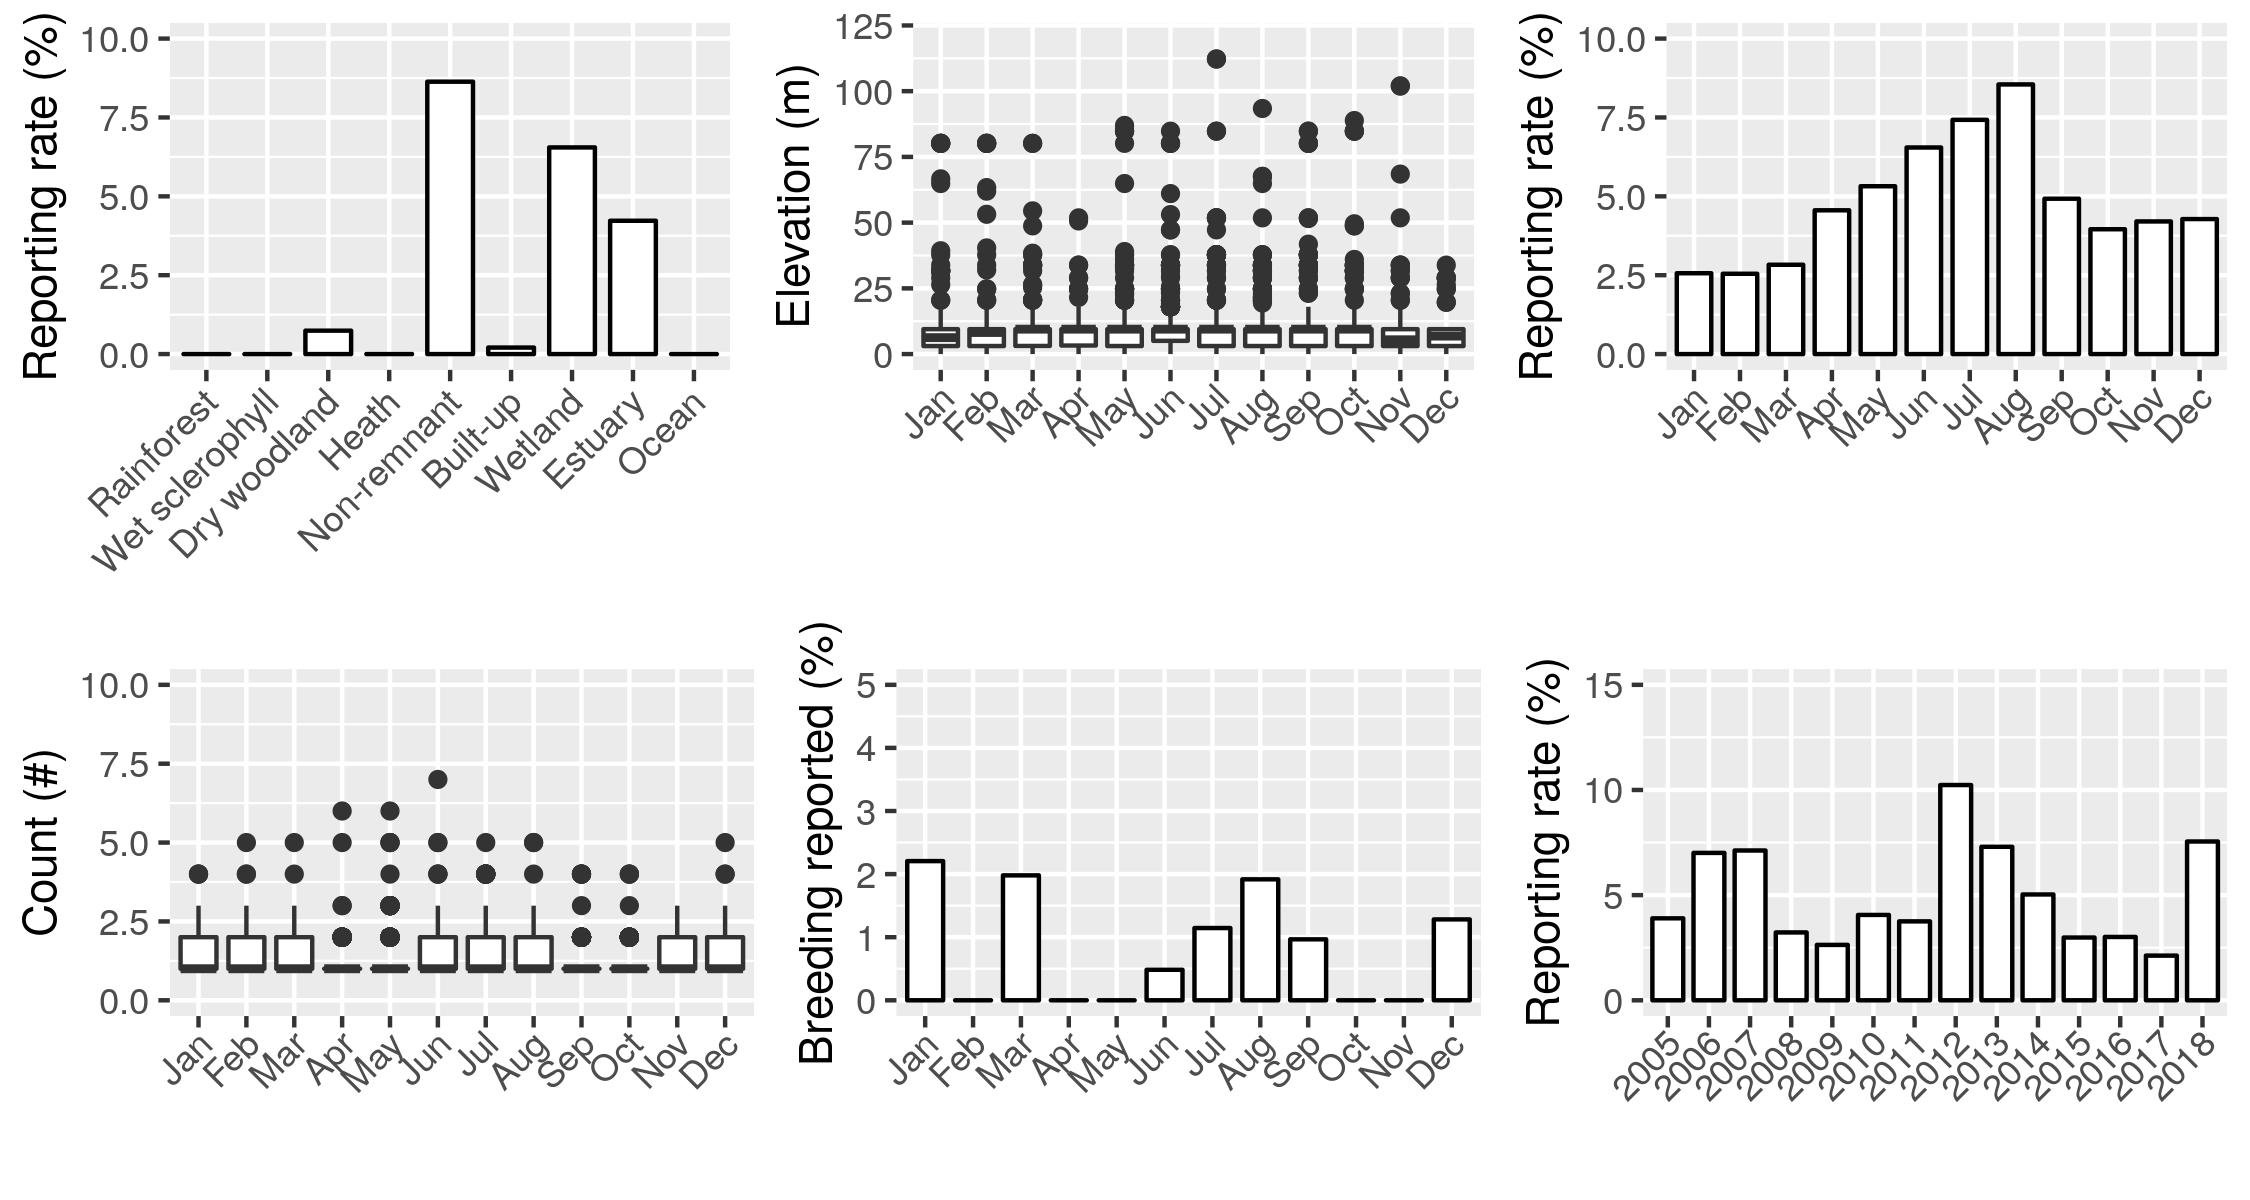 Reporting rate (%)
10.0
7.5
5.0
2.5
0.0
Rainforest
Wet sclerophyll
Dry woodland
Heath
Non-remnant
Built-up
Wetland
Estuary
Ocean
Elevation (m)
125
100
75
50
25
0
Jan
Feb
Mar
Apr
May
Jun
Jul
Aug
Sep
Oct
Nov
Dec
Reporting rate (%)
10.0
7.5
5.0
2.5
0.0
Jan
Feb
Mar
Apr
May
Jun
Jul
Aug
Sep
Oct
Nov
Dec
Count (#)
10.0
7.5
5.0
2.5
0.0
Jan
Feb
Mar
Apr
May
Jun
Jul
Aug
Sep
Oct
Nov
Dec
Breeding reported (%)
5
4
3
2
1
0
Jan
Feb
Mar
Apr
May
Jun
Jul
Aug
Sep
Oct
Nov
Dec
Reporting rate (%)
15
10
5
0
2005
2006
2007
2008
2009
2010
2011
2012
2013
2014
2015
2016
2017
2018